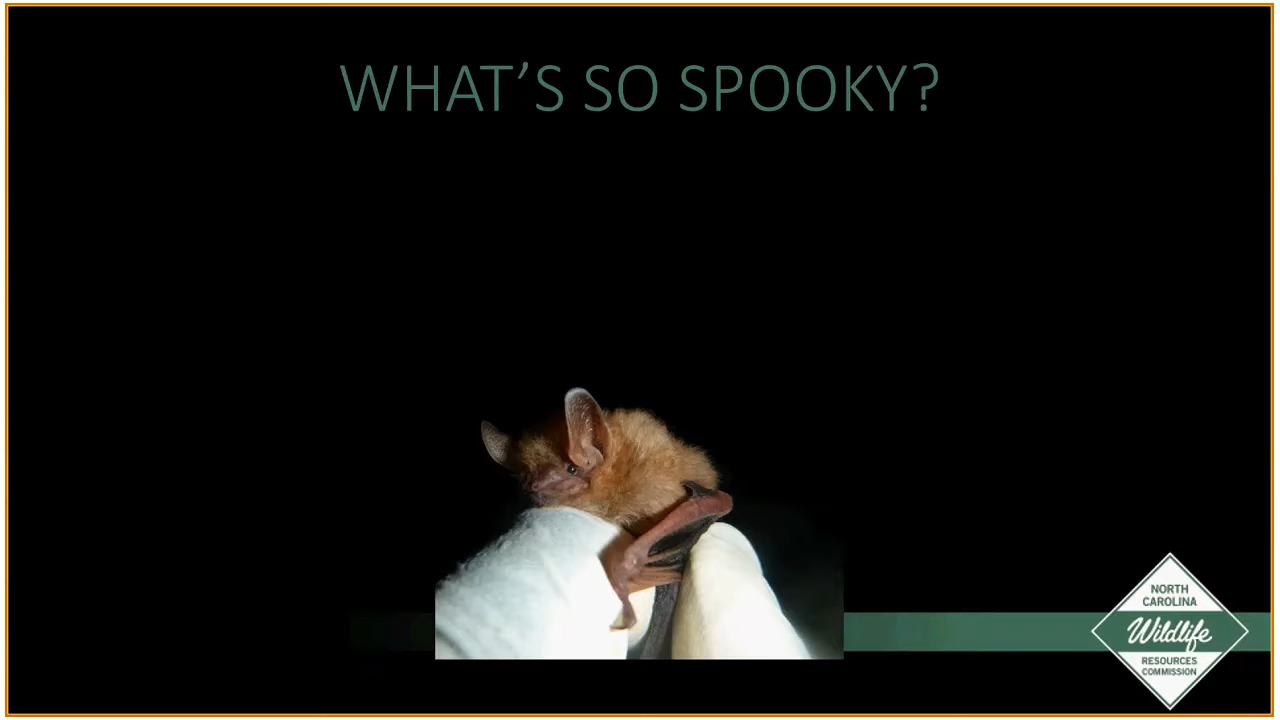 WHAT’S SO SPOOKY?
NORTH
CAROLINA
Wildlife
RESOURCES
COMMISSION